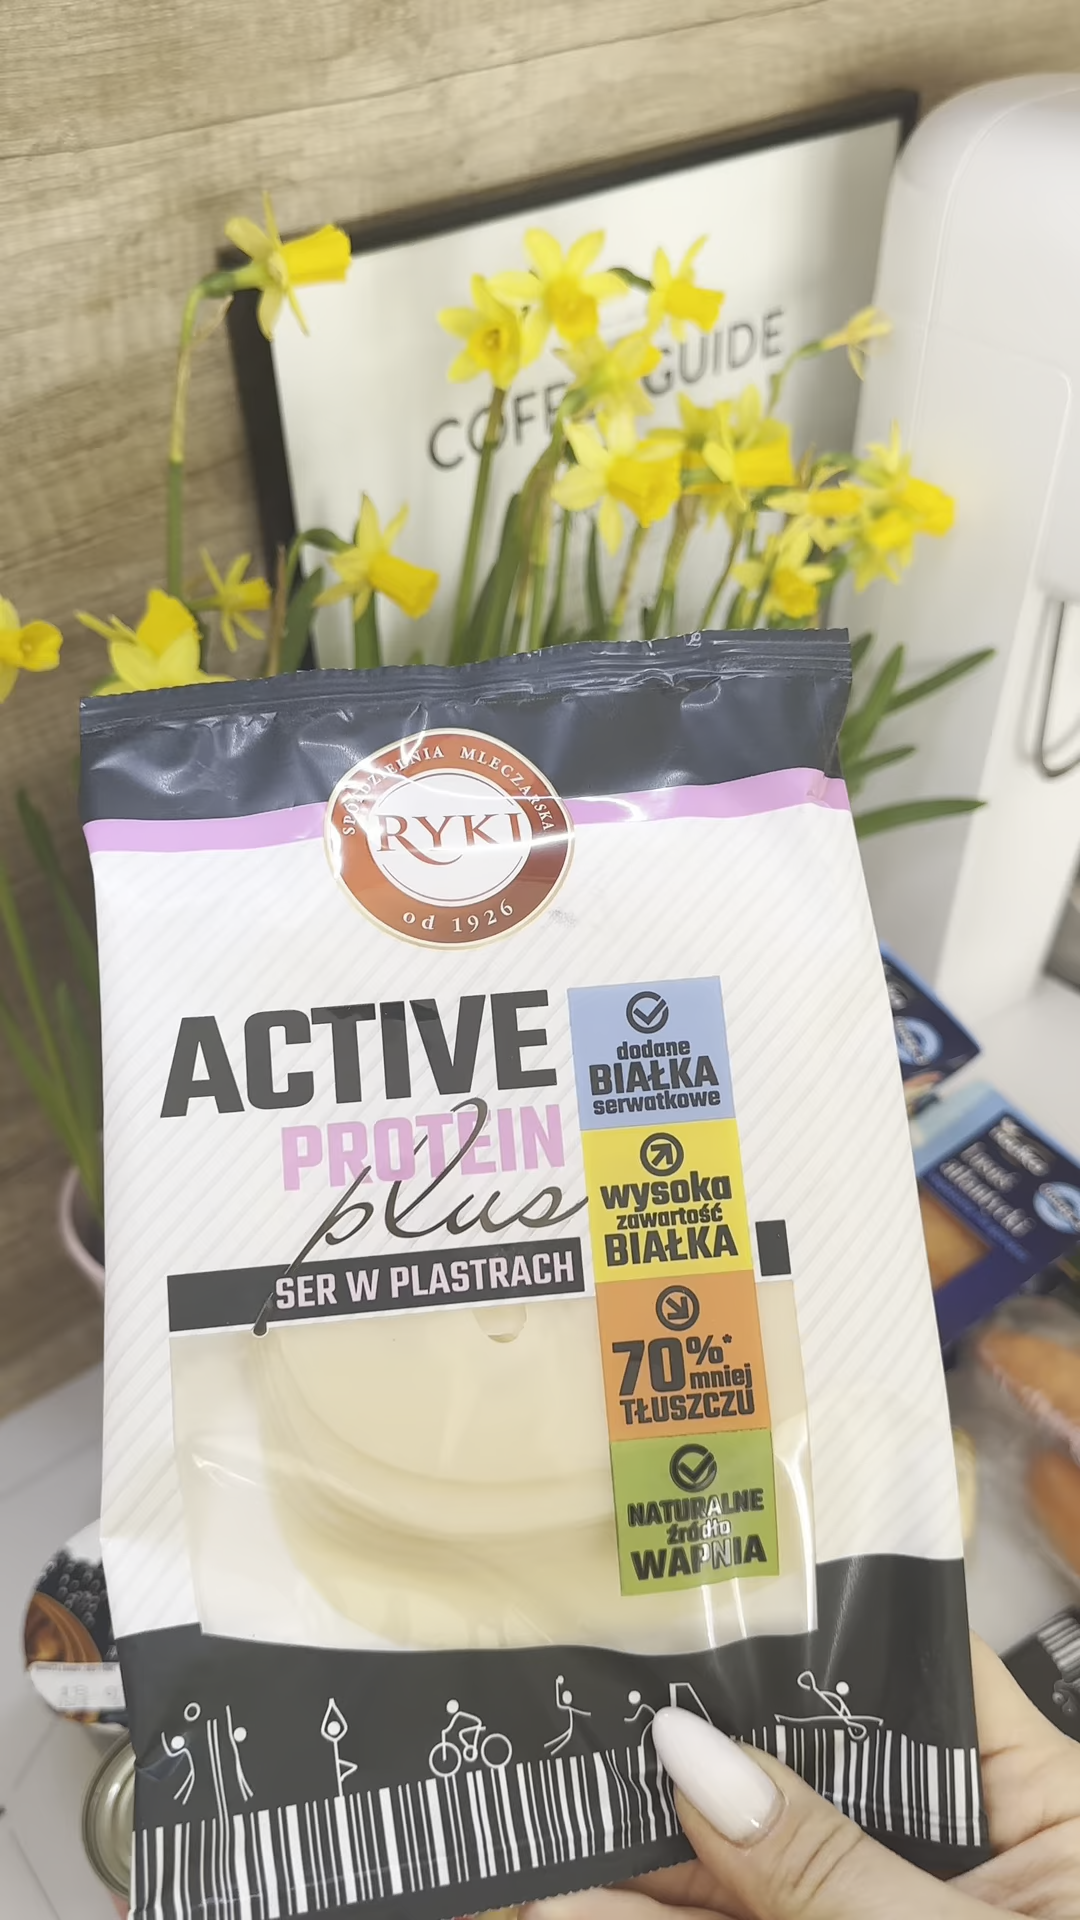 GUIDE
SPÓŁDZIELNIA MLECZARSKA
RYKI
od 1926
ACTIVE
PROTEIN
plus
SER W PLASTRACH
dodane
BIAŁKA
serwatkowe
wysoka
zawartość
BIAŁKA
70%*
mniej
TŁUSZCZU
NATURALNE
źródło
WAPNIA